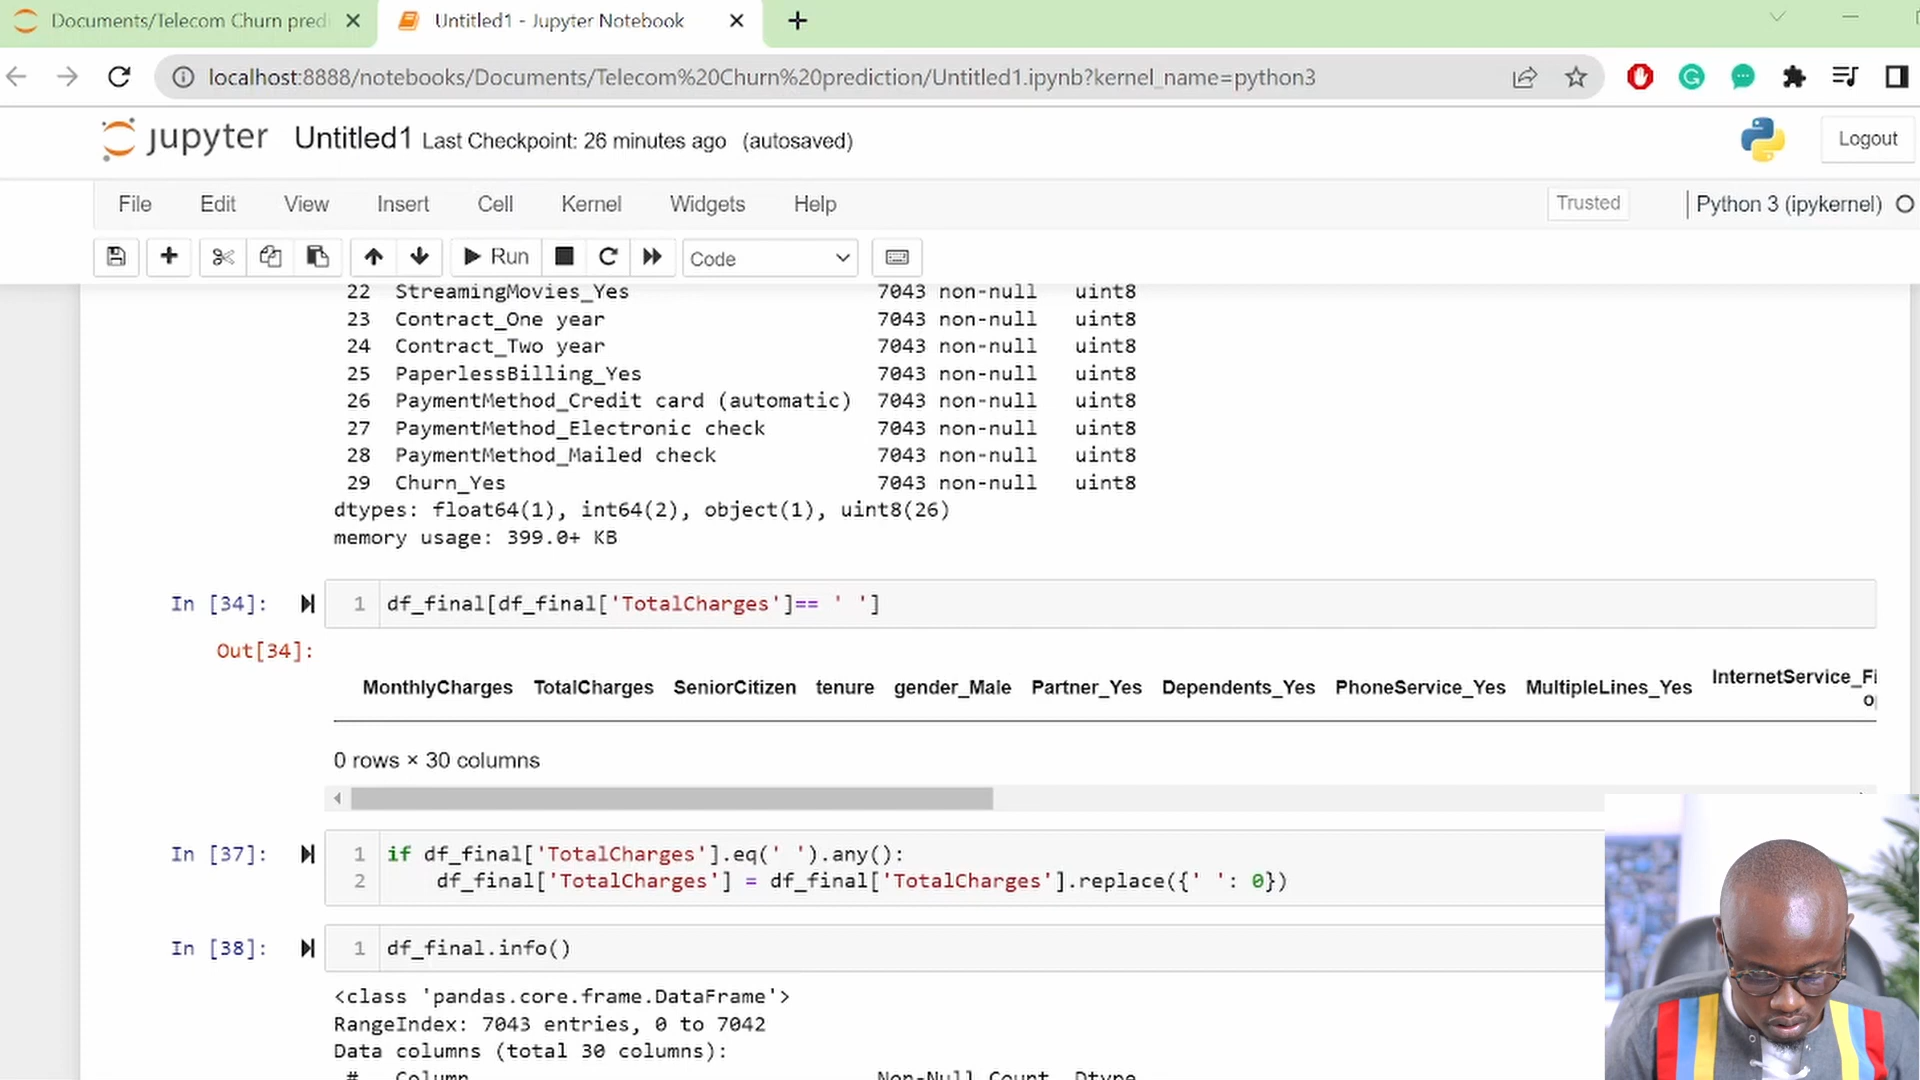 Documents/Telecom Churn predi
Untitled1 - Jupyter Notebook
localhost:8888/notebooks/Documents/Telecom%20Churn%20prediction/Untitled1.ipynb?kernel_name=python3
jupyter Untitled1 Last Checkpoint: 26 minutes ago (autosaved)
Logout
File Edit View Insert Cell Kernel Widgets Help Trusted Python 3 (ipykernel)
Run Code
22 StreamingMovies_Yes 7043 non-null uint8
23 Contract_One year 7043 non-null uint8
24 Contract_Two year 7043 non-null uint8
25 PaperlessBilling_Yes 7043 non-null uint8
26 PaymentMethod_Credit card (automatic) 7043 non-null uint8
27 PaymentMethod_Electronic check 7043 non-null uint8
28 PaymentMethod_Mailed check 7043 non-null uint8
29 Churn_Yes 7043 non-null uint8
dtypes: float64(1), int64(2), object(1), uint8(26)
memory usage: 399.0+ KB
In [34]: 1 df_final[df_final['TotalCharges']== ' ']
Out[34]:
MonthlyCharges TotalCharges SeniorCitizen tenure gender_Male Partner_Yes Dependents_Yes PhoneService_Yes MultipleLines_Yes InternetService_Fi
o
0 rows × 30 columns
In [37]: 1 if df_final['TotalCharges'].eq(' ').any():
2 df_final['TotalCharges'] = df_final['TotalCharges'].replace({' ': 0})
In [38]: 1 df_final.info()
<class 'pandas.core.frame.DataFrame'>
RangeIndex: 7043 entries, 0 to 7042
Data columns (total 30 columns):
# Column Non-Null Count Dtype